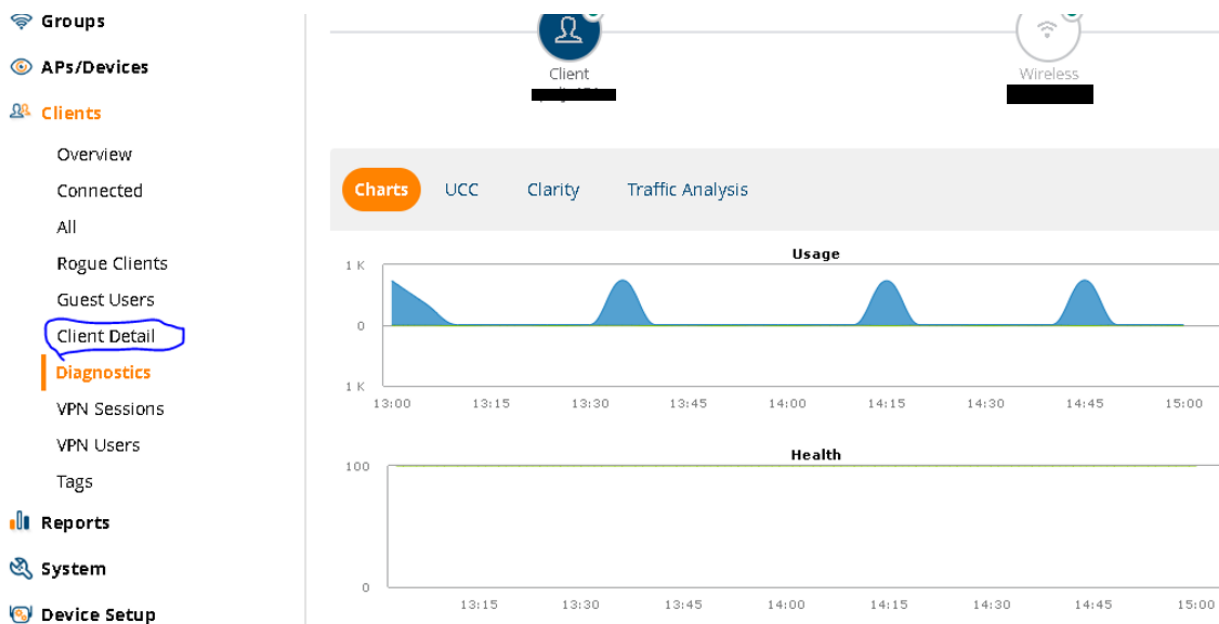 Groups
APs/Devices
Clients
Overview
Connected
All
Rogue Clients
Guest Users
Client Detail
Diagnostics
VPN Sessions
VPN Users
Tags
Reports
System
Device Setup
Client
Wireless
Charts UCC Clarity Traffic Analysis
Usage
1 K
0
1 K
13:00 13:15 13:30 13:45 14:00 14:15 14:30 14:45 15:00
Health
100
0
13:15 13:30 13:45 14:00 14:15 14:30 14:45 15:00